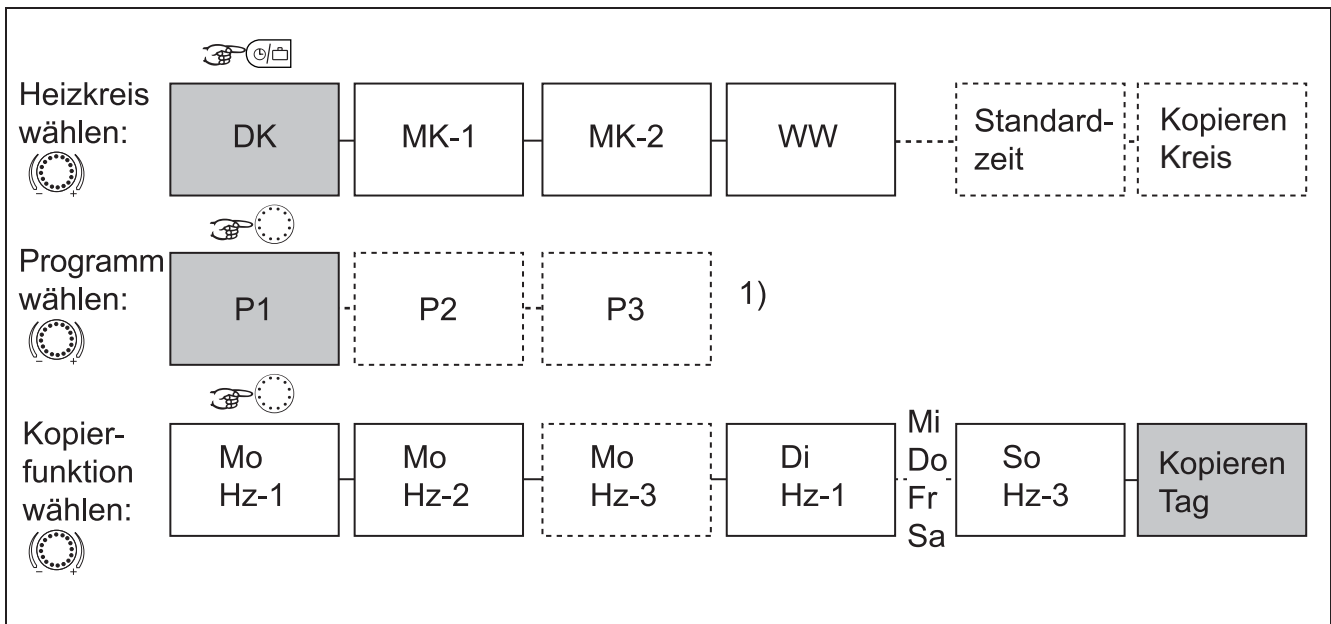 Heizkreis
wählen:
DK
MK-1
MK-2
WW
Standard-
zeit
Kopieren
Kreis
- +
Programm
wählen:
P1
P2
P3
1)
- +
Kopier-
funktion
wählen:
Mo
Hz-1
Mo
Hz-2
Mo
Hz-3
Di
Hz-1
Mi
Do
Fr
Sa
So
Hz-3
Kopieren
Tag
- +